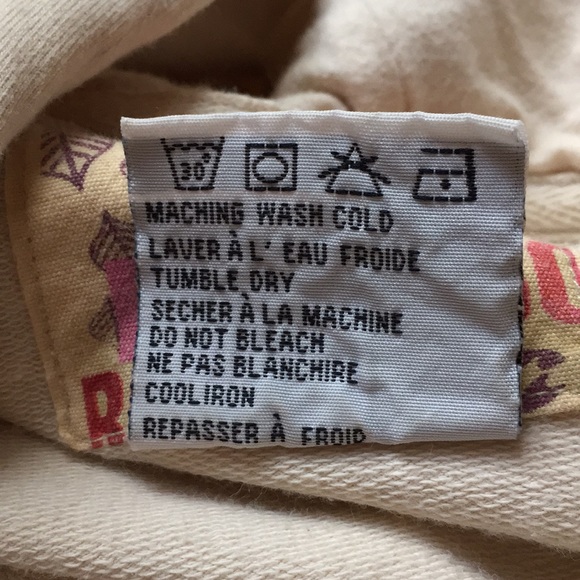 30°
MACHING WASH COLD
LAVER À L' EAU FROIDE
TUMBLE DRY
SECHER À LA MACHINE
DO NOT BLEACH
NE PAS BLANCHIRE
COOL IRON
REPASSER À FROID
R